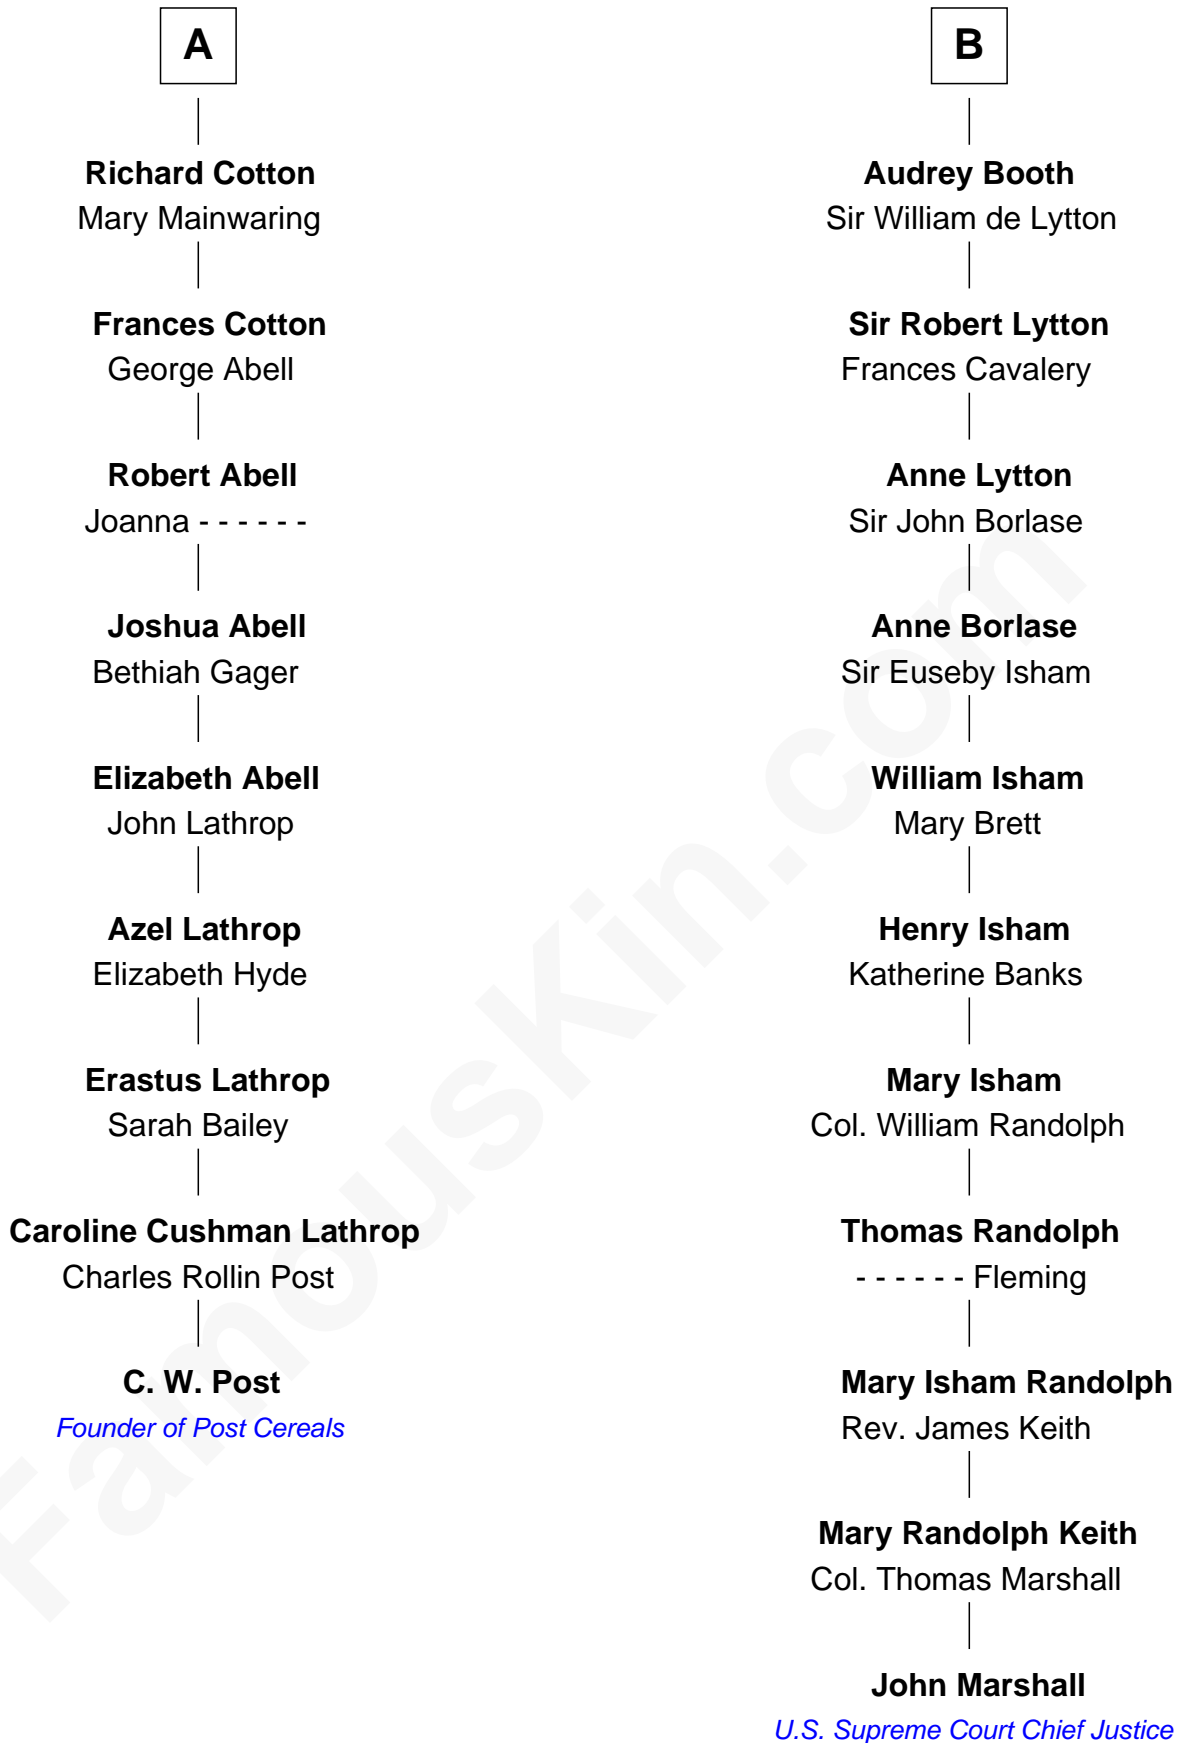 A
Richard Cotton
Mary Mainwaring
Frances Cotton
George Abell
Robert Abell
Joanna - - - - - -
Joshua Abell
Bethiah Gager
Elizabeth Abell
John Lathrop
Azel Lathrop
Elizabeth Hyde
Erastus Lathrop
Sarah Bailey
Caroline Cushman Lathrop
Charles Rollin Post
C. W. Post
Founder of Post Cereals
B
Audrey Booth
Sir William de Lytton
Sir Robert Lytton
Frances Cavalery
Anne Lytton
Sir John Borlase
Anne Borlase
Sir Euseby Isham
William Isham
Mary Brett
Henry Isham
Katherine Banks
Mary Isham
Col. William Randolph
Thomas Randolph
- - - - - - Fleming
Mary Isham Randolph
Rev. James Keith
Mary Randolph Keith
Col. Thomas Marshall
John Marshall
U.S. Supreme Court Chief Justice
FamousKin.com